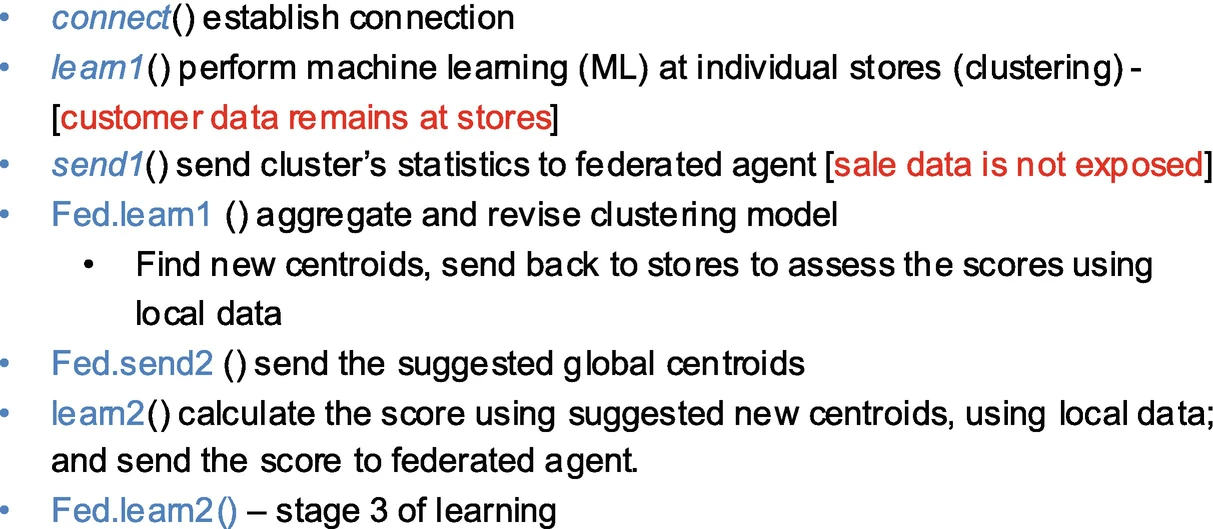 • connect() establish connection
• learn1() perform machine learning (ML) at individual stores (clustering) -
[customer data remains at stores]
• send1() send cluster’s statistics to federated agent [sale data is not exposed]
• Fed.learn1 () aggregate and revise clustering model
• Find new centroids, send back to stores to assess the scores using
local data
• Fed.send2 () send the suggested global centroids
• learn2() calculate the score using suggested new centroids, using local data;
and send the score to federated agent.
• Fed.learn2() – stage 3 of learning